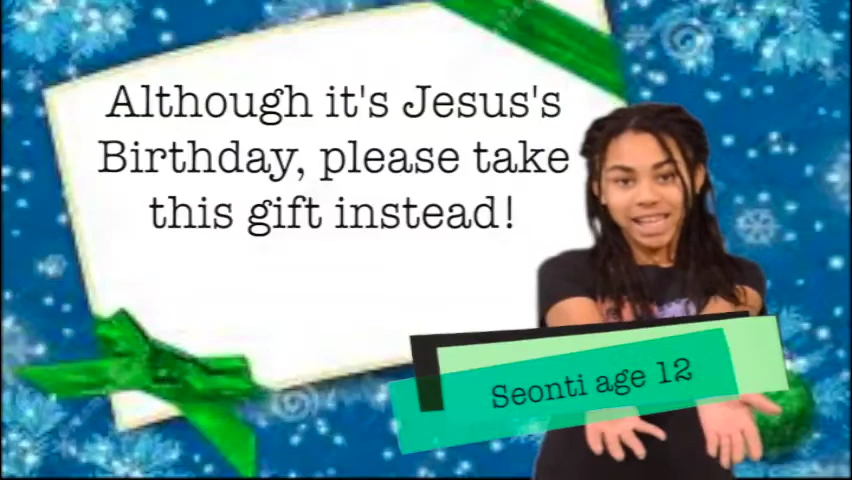 Although it's Jesus's
Birthday, please take
this gift instead!
Seonti age 12